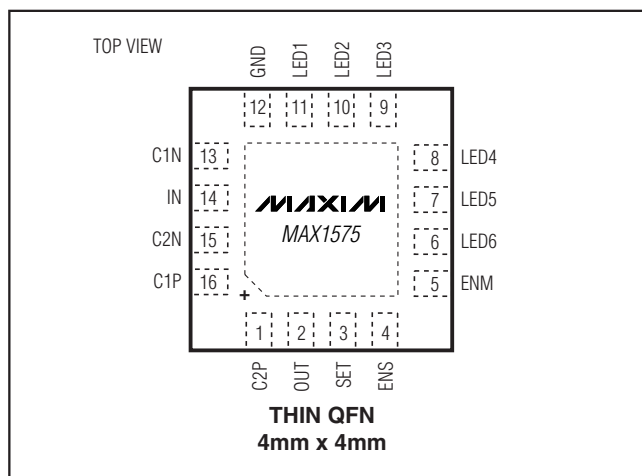 TOP VIEW
GND LED1 LED2 LED3
12 11 10 9
C1N 13 8 LED4
IN 14 7 LED5
C2N 15 6 LED6
C1P 16 5 ENM
MAXIM
MAX1575
+
1 2 3 4
C2P OUT SET ENS
THIN QFN
4mm x 4mm